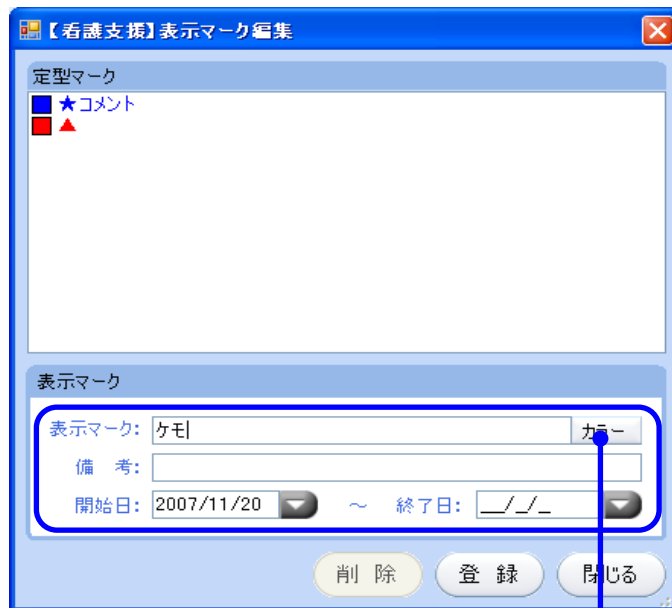 【看護支援】表示マーク編集
定型マーク
★コメント
▲
表示マーク
表示マーク: ケモ カラー
備 考:
開始日: 2007/11/20 ～ 終了日: __/_/_
削 除 登 録 閉じる